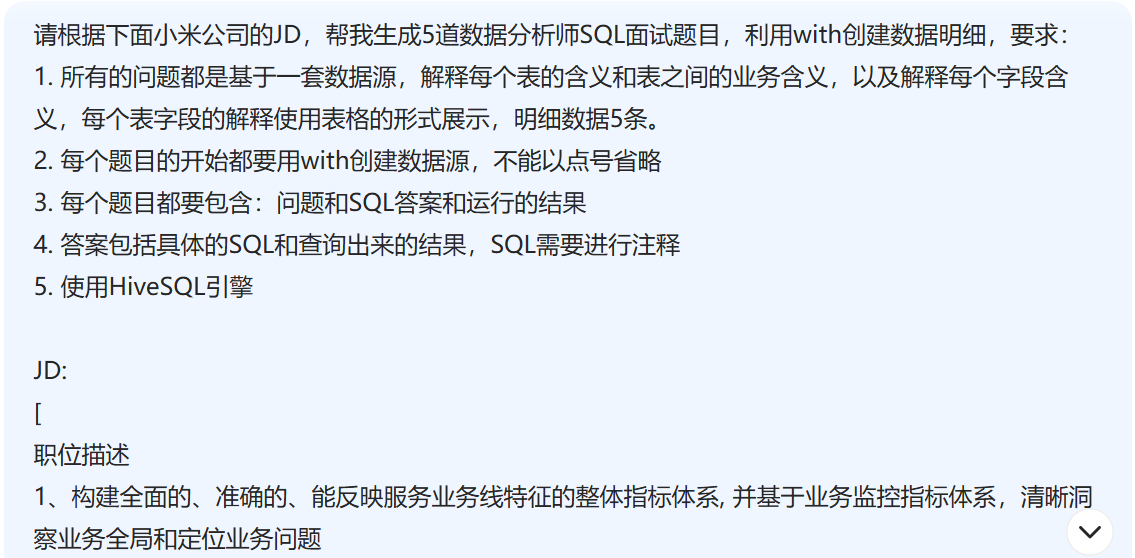 请根据下面小米公司的JD，帮我生成5道数据分析师SQL面试题目，利用with创建数据明细，要求：
1. 所有的问题都是基于一套数据源，解释每个表的含义和表之间的业务含义，以及解释每个字段含
义，每个表字段的解释使用表格的形式展示，明细数据5条。
2. 每个题目的开始都要用with创建数据源，不能以点号省略
3. 每个题目都要包含：问题和SQL答案和运行的结果
4. 答案包括具体的SQL和查询出来的结果，SQL需要进行注释
5. 使用HiveSQL引擎
JD:
[
职位描述
1、构建全面的、准确的、能反映服务业务线特征的整体指标体系, 并基于业务监控指标体系，清晰洞
察业务全局和定位业务问题